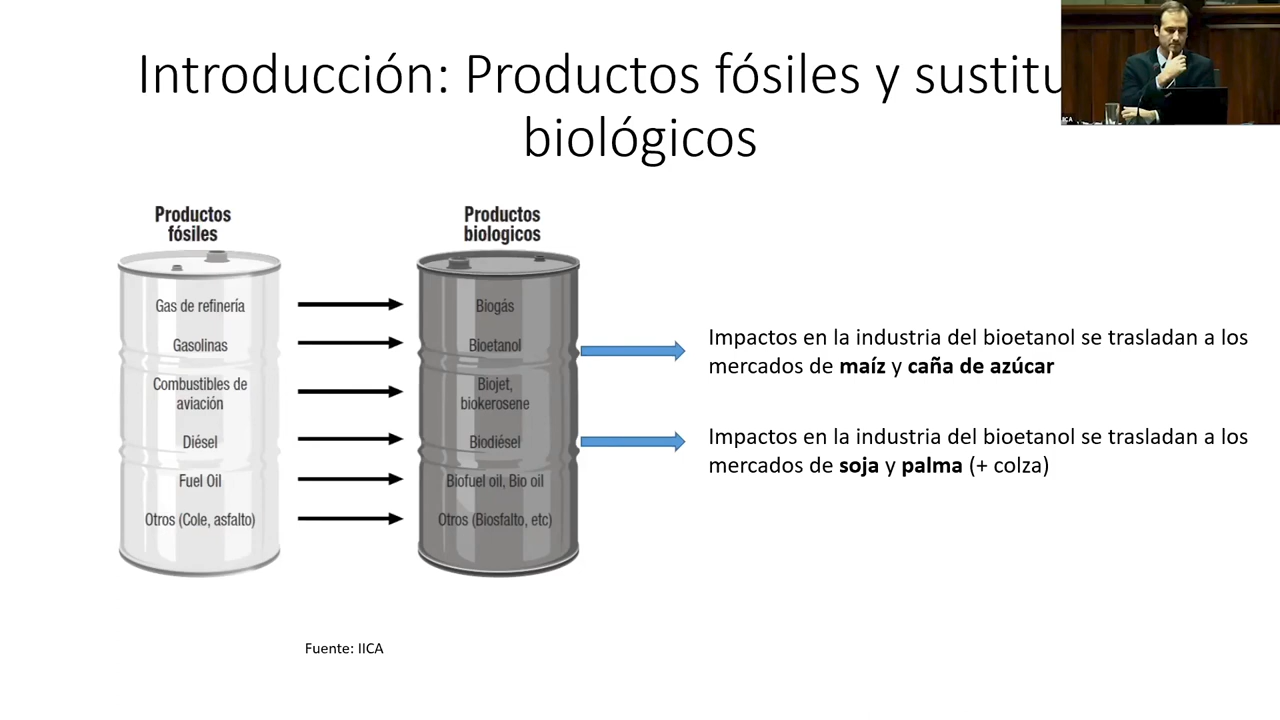 Introducción: Productos fósiles y
biológicos
Productos
fósiles
Gas de refinería
Gasolinas
Combustibles de
aviación
Diésel
Fuel Oil
Otros (Cole, asfalto)
Productos
biologicos
Biogás
Bioetanol
Biojet,
biokerosene
Biodiésel
Biofuel oil, Bio oil
Otros (Biosfalto, etc)
Impactos en la industria del bioetanol se trasladan a los
mercados de maíz y caña de azúcar
Impactos en la industria del bioetanol se trasladan a los
mercados de soja y palma (+ colza)
Fuente: IICA